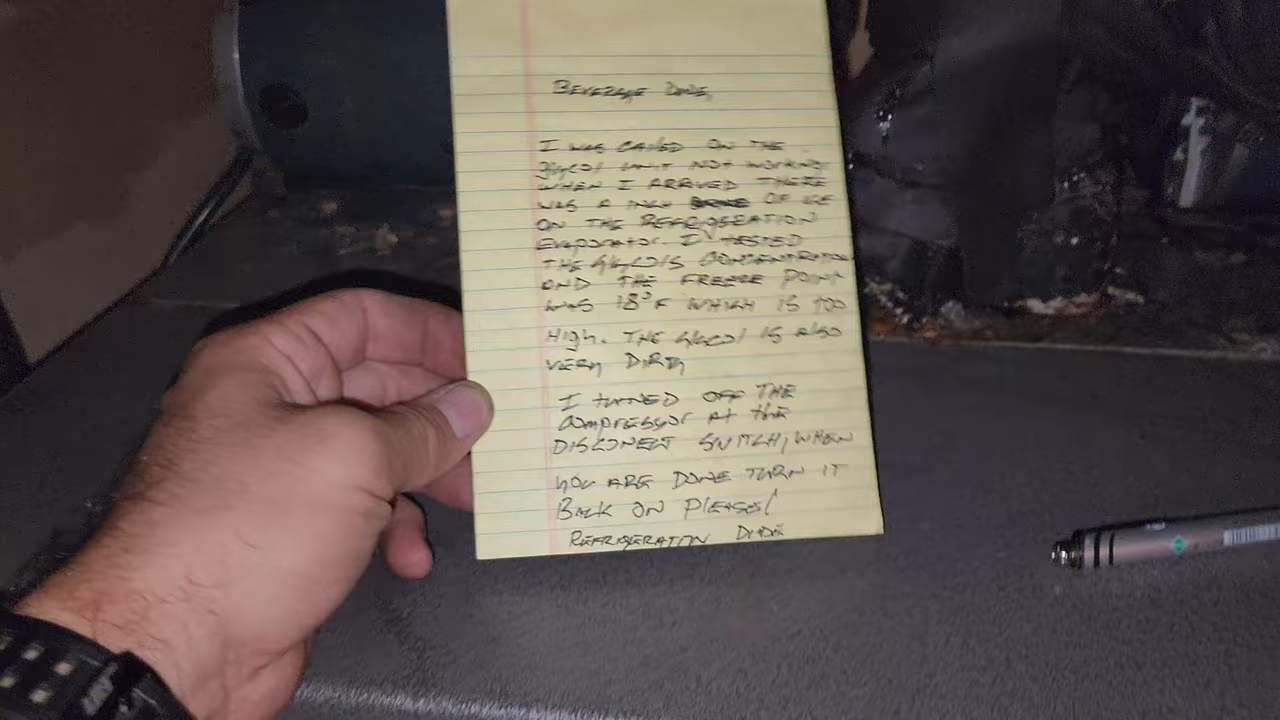 BEVERAGE DUDE,
I WAS CALLED ON THE
glycol UNIT NOT WORKING
WHEN I ARRIVED THERE
WAS A INCH OF ICE
ON THE REFRIGERATION
EVAPORATOR I TESTED
THE GLYCOLS CONCENTRATION
AND THE FREEZE POINT
WAS 18°F WHICH IS TOO
HIGH. THE GLYCOL IS ALSO
VERY DIRTY
I TURNED OFF THE
COMPRESSOR AT THE
DISCONECT SWITCH, WHEN
YOU ARE DONE TURN IT
BACK ON PLEASE!
REFRIGERATION DUDE